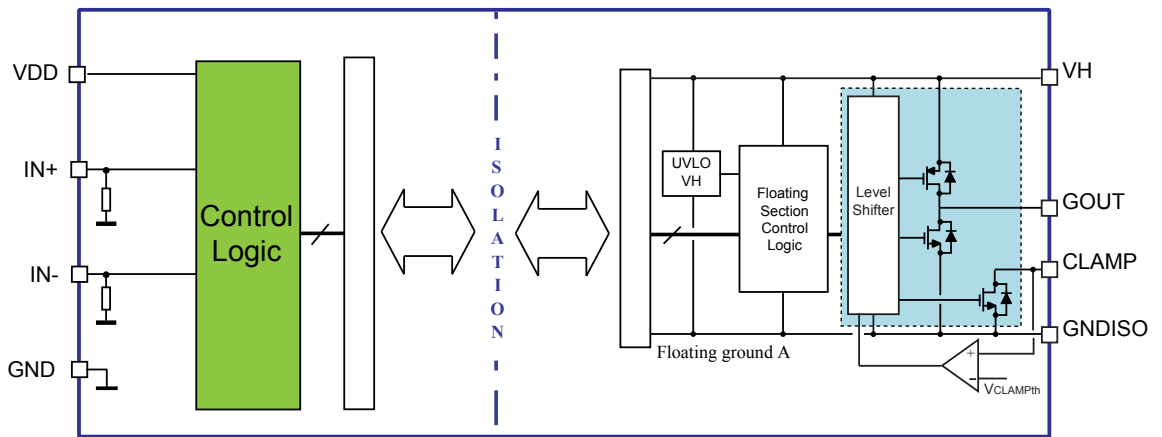 VDD
IN+
IN-
GND
Control
Logic
ISOLATION
UVLO
VH
Floating
Section
Control
Logic
Level
Shifter
Floating ground A
+
-
VCLAMPth
VH
GOUT
CLAMP
GNDISO